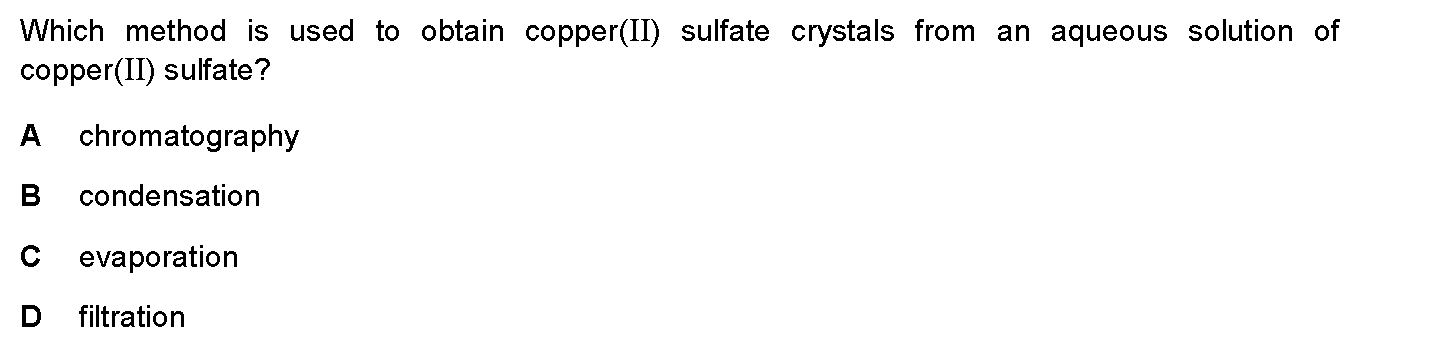 Which method is used to obtain copper(II) sulfate crystals from an aqueous solution of
copper(II) sulfate?
A chromatography
B condensation
C evaporation
D filtration